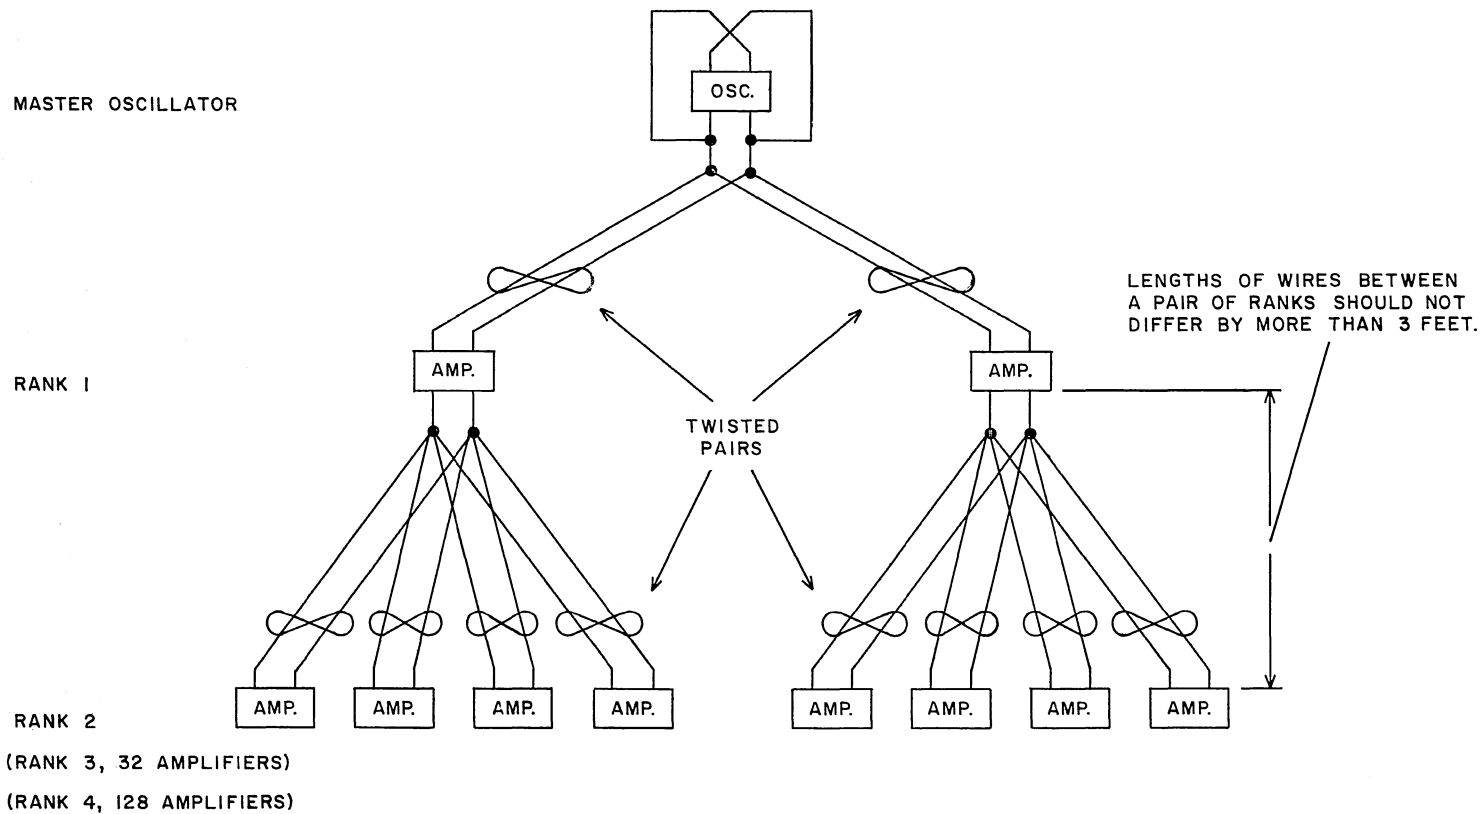 OSC.
MASTER OSCILLATOR
LENGTHS OF WIRES BETWEEN
A PAIR OF RANKS SHOULD NOT
DIFFER BY MORE THAN 3 FEET.
AMP.
AMP.
RANK 1
TWISTED
PAIRS
AMP.
AMP.
AMP.
AMP.
AMP.
AMP.
AMP.
AMP.
RANK 2
(RANK 3, 32 AMPLIFIERS)
(RANK 4, 128 AMPLIFIERS)